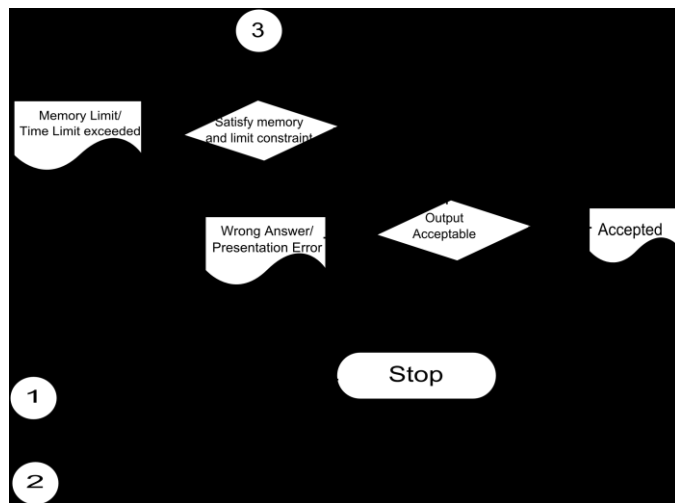 3
Memory Limit/
Time Limit exceeded
Satisfy memory
and limit constraint
Wrong Answer/
Presentation Error
Output
Acceptable
Accepted
Stop
1
2